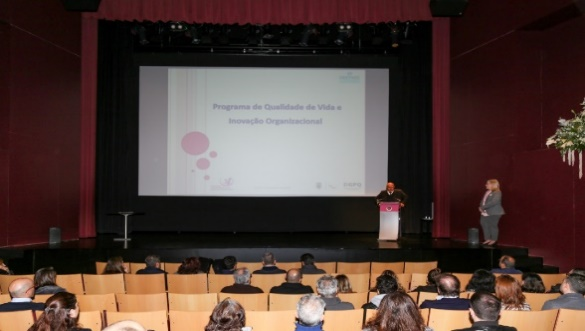 Programa de Qualidade de Vida e
Inovação Organizacional